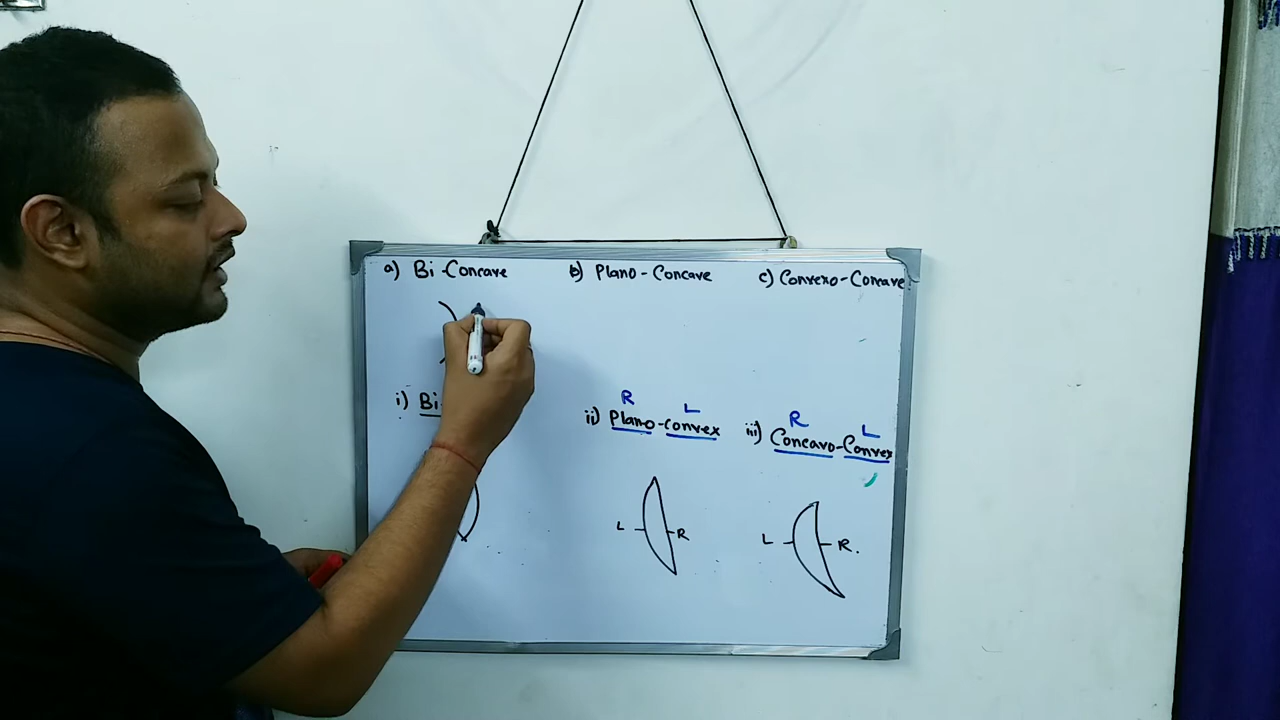 a) Bi-Concave b) Plano-Concave c) Convexo-Concave
R L R L
i) Bi ii) Plano-convex iii) Concavo-Convex
L R L R.